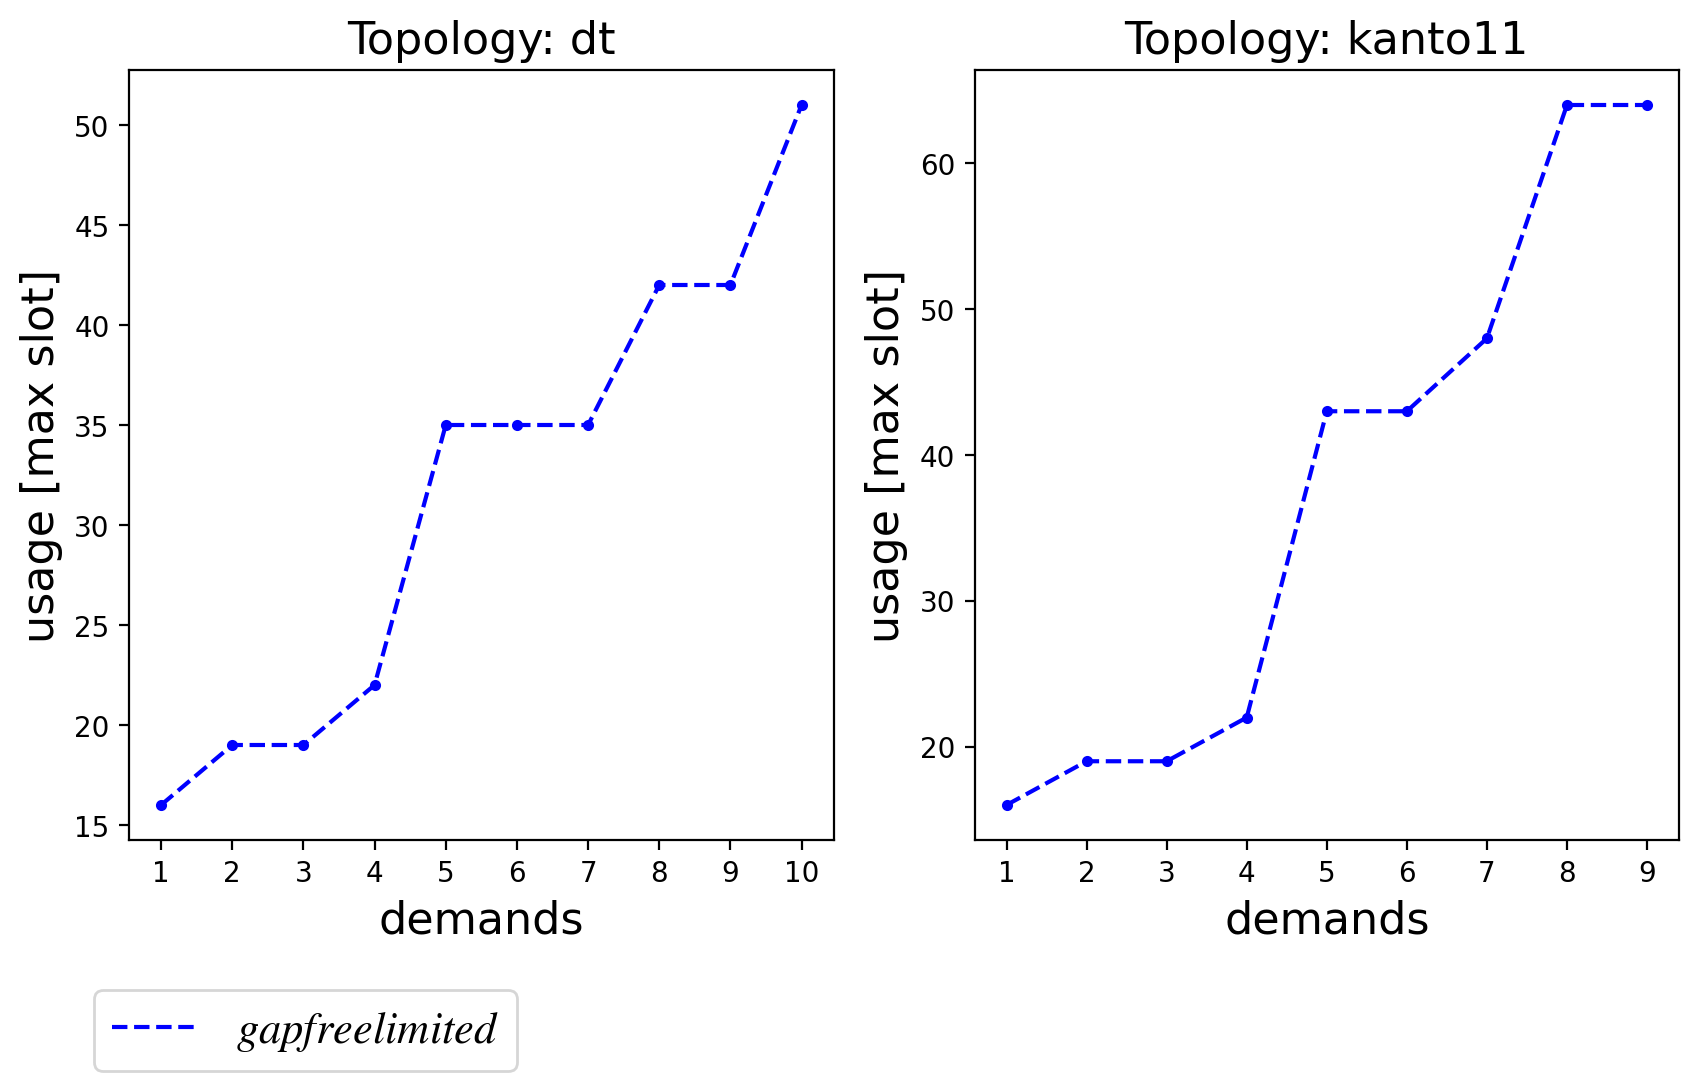 Topology: dt
usage [max slot]
50
45
40
35
30
25
20
15
1 2 3 4 5 6 7 8 9 10
demands
Topology: kanto11
usage [max slot]
60
50
40
30
20
1 2 3 4 5 6 7 8 9
demands
gapfreelimited